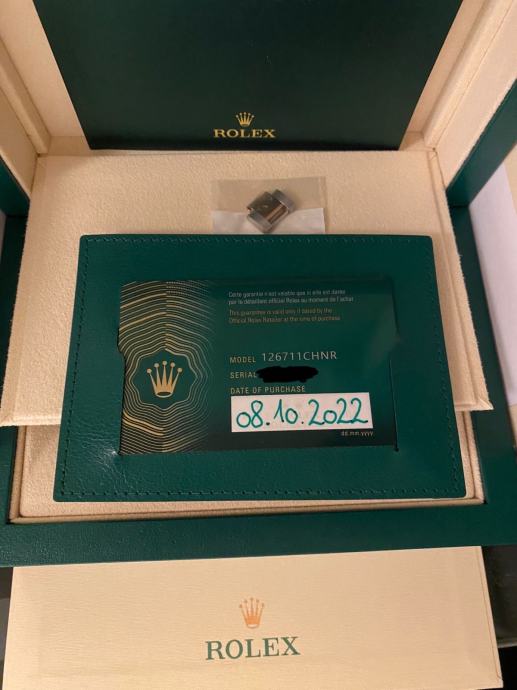 ROLEX
Cette garantie n'est valable que si elle est datée
par le détaillant officiel Rolex au moment de l'achat
This guarantee is valid only if dated by the
Official Rolex Retailer at the time of purchase
MODEL 126711CHNR
SERIAL
DATE OF PURCHASE
08.10.2022
dd.mm.yyyy
ROLEX